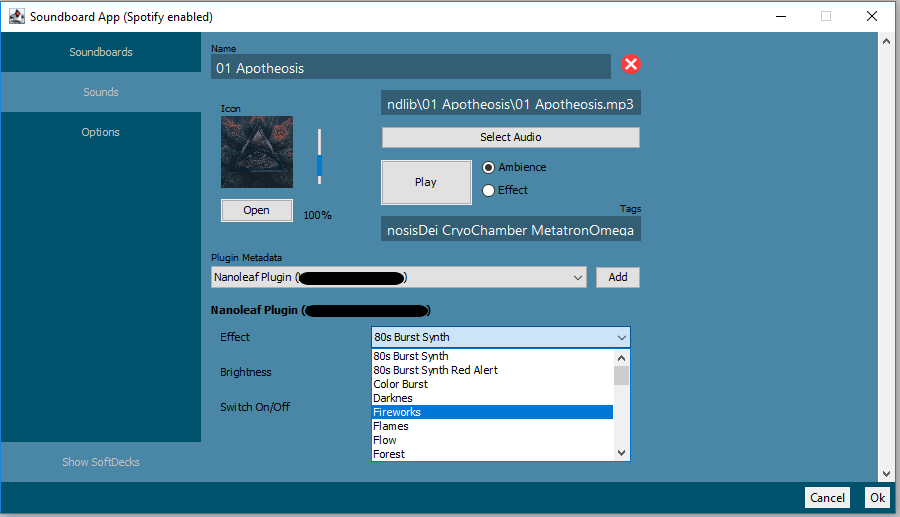 Soundboard App (Spotify enabled)
Soundboards
Sounds
Options
Show SoftDecks
Name
01 Apotheosis
Icon
Open
100%
ndlib\01 Apotheosis\01 Apotheosis.mp3
Select Audio
Play
Ambience
Effect
Tags
nosisDei CryoChamber MetatronOmega
Plugin Metadata
Nanoleaf Plugin ( )
Add
Nanoleaf Plugin ( )
Effect
80s Burst Synth
80s Burst Synth
80s Burst Synth Red Alert
Color Burst
Darknes
Fireworks
Flames
Flow
Forest
Brightness
Switch On/Off
Cancel
Ok